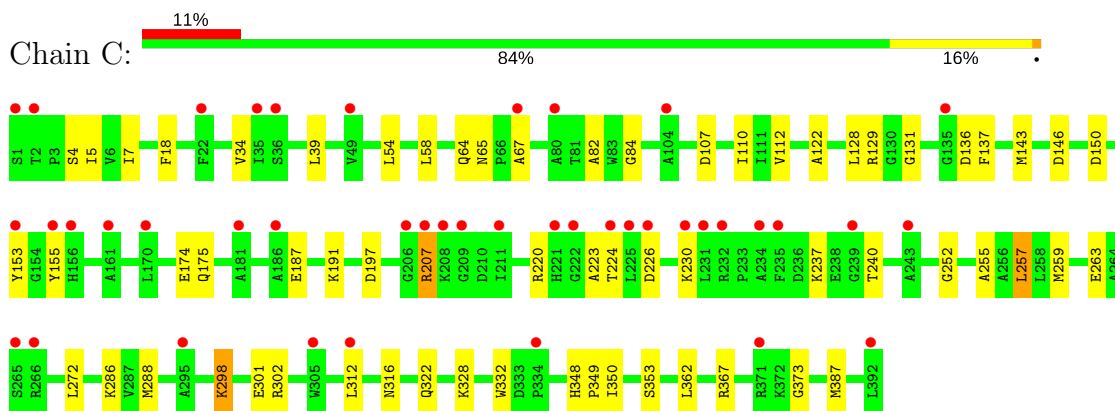 11%
Chain C:
84%
16%
.
S1 T2 P3 S4 I5 V6 I7 F18 F22 V34 I35 S36 L39 V49 L54 L58 Q64 N65 P66 A67 A80 T81 A82 W83 G84 A104 D107 I110 I111 V112 A122 L128 R129 G130 G131 G135 D136 F137 M143 D146 D150
Y153 G154 Y155 H156 A161 L170 E174 Q175 A181 A186 E187 K191 D197 G206 R207 K208 G209 D210 I211 R220 H221 G222 A223 T224 L225 D226 K230 L231 R232 P233 A234 F235 D236 K237 E238 G239 T240 A243 G252 A255 A256 L257 L258 M259 E263 A264
S265 R266 L272 K286 V287 M288 A295 K298 E301 R302 W305 L312 N316 Q322 K328 W332 D333 P334 H348 P349 I350 S353 L362 R367 R371 K372 G373 M387 L392